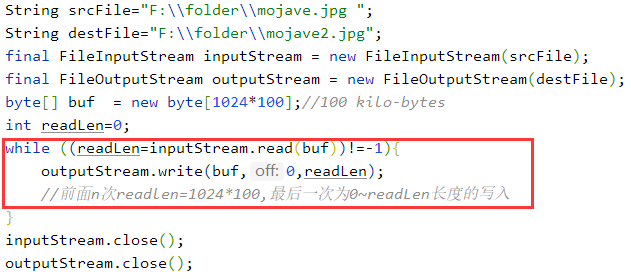 String srcFile="F:\\folder\\mojave.jpg ";
String destFile="F:\\folder\\mojave2.jpg";
final FileInputStream inputStream = new FileInputStream(srcFile);
final FileOutputStream outputStream = new FileOutputStream(destFile);
byte[] buf  = new byte[1024*100];//100 kilo-bytes
int readLen=0;
while ((readLen=inputStream.read(buf))!=-1){
    outputStream.write(buf, off: 0,readLen);
    //前面n次readlen=1024*100,最后一次为0~readLen长度的写入
}
inputStream.close();
outputStream.close();